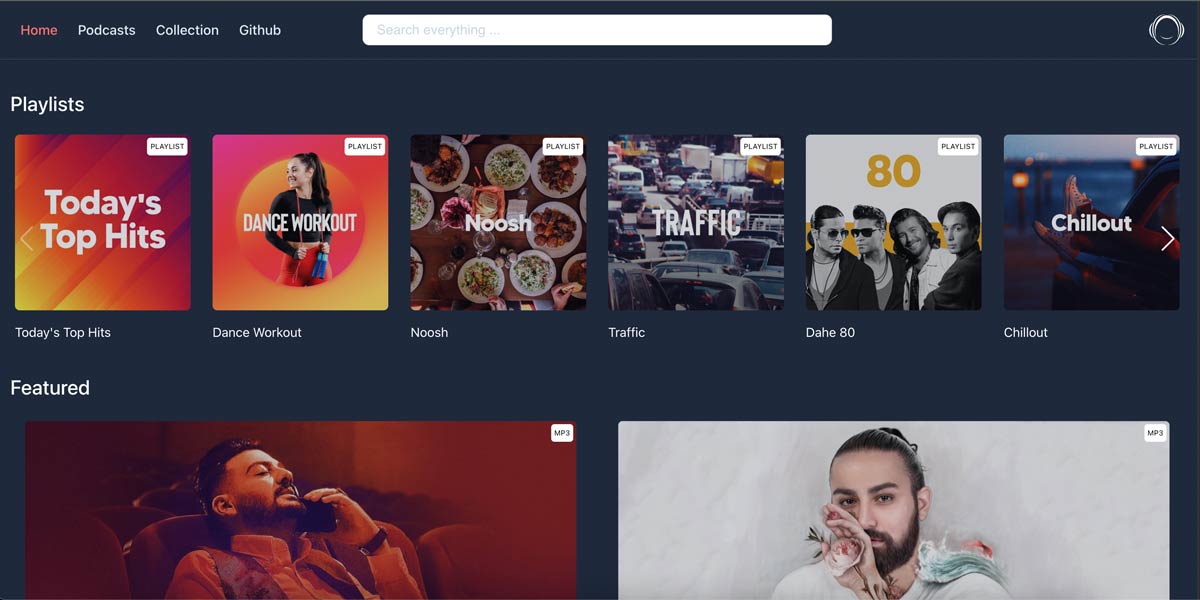 Home
Podcasts
Collection
Github
Search everything ...
Playlists
PLAYLIST
Today's
Top Hits
Today's Top Hits
PLAYLIST
DANCE WORKOUT
Dance Workout
PLAYLIST
Noosh
Noosh
PLAYLIST
TRAFFIC
Traffic
PLAYLIST
80
Dahe 80
PLAYLIST
Chillout
Chillout
Featured
MP3
MP3